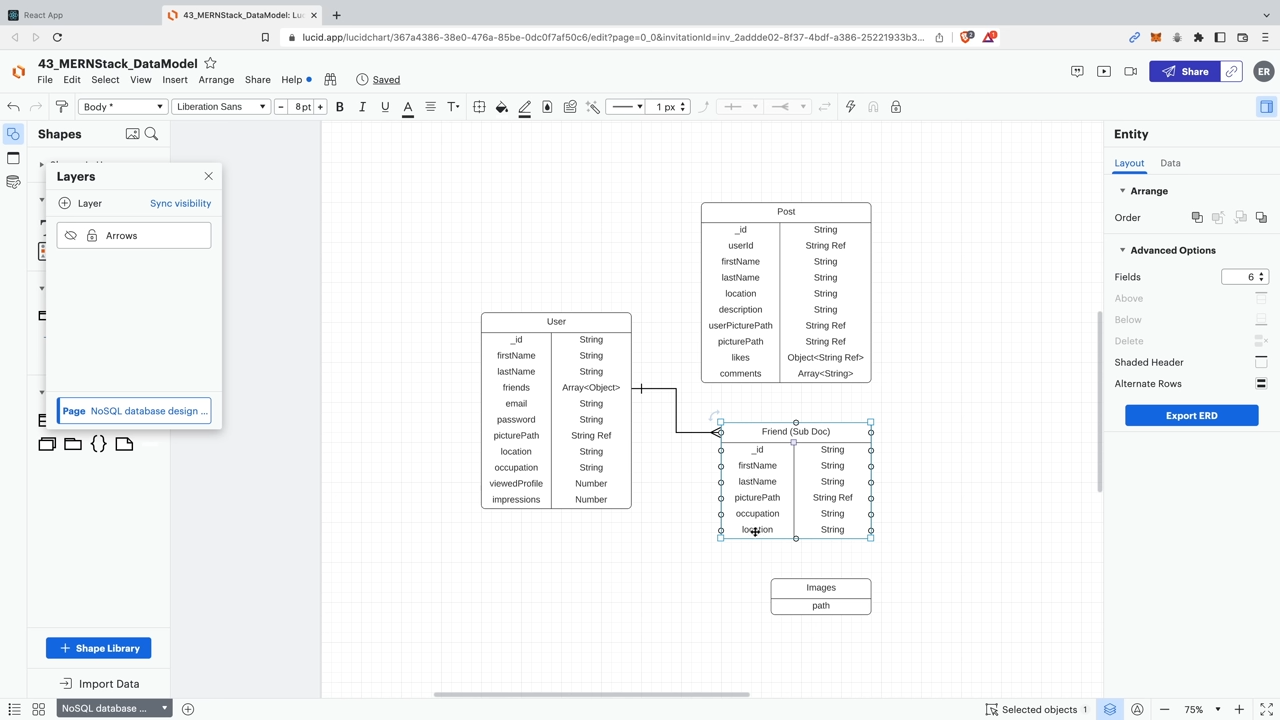 React App
43_MERNStack_DataModel: Luc
lucid.app/lucidchart/367a4386-38e0-476a-85be-0dc0f7af50c6/edit?page=0_0&invitationId=inv_2addde02-8f37-4bdf-a386-25221933b3...
43_MERNStack_DataModel
File Edit Select View Insert Arrange Share Help Saved
Share
ER
Body * Liberation Sans 8 pt B I U A T 1 px
Shapes
Layers
Layer Sync visibility
Arrows
Page NoSQL database design ...
Shape Library
Import Data
Post
_id String
userId String Ref
firstName String
lastName String
location String
description String
userPicturePath String Ref
picturePath String Ref
likes Object<String Ref>
comments Array<String>
User
_id String
firstName String
lastName String
friends Array<Object>
email String
password String
picturePath String Ref
location String
occupation String
viewedProfile Number
impressions Number
Friend (Sub Doc)
_id String
firstName String
lastName String
picturePath String Ref
occupation String
location String
Images
path
Entity
Layout Data
Arrange
Order
Advanced Options
Fields 6
Above
Below
Delete
Shaded Header
Alternate Rows
Export ERD
NoSQL database ...
Selected objects 1
75%